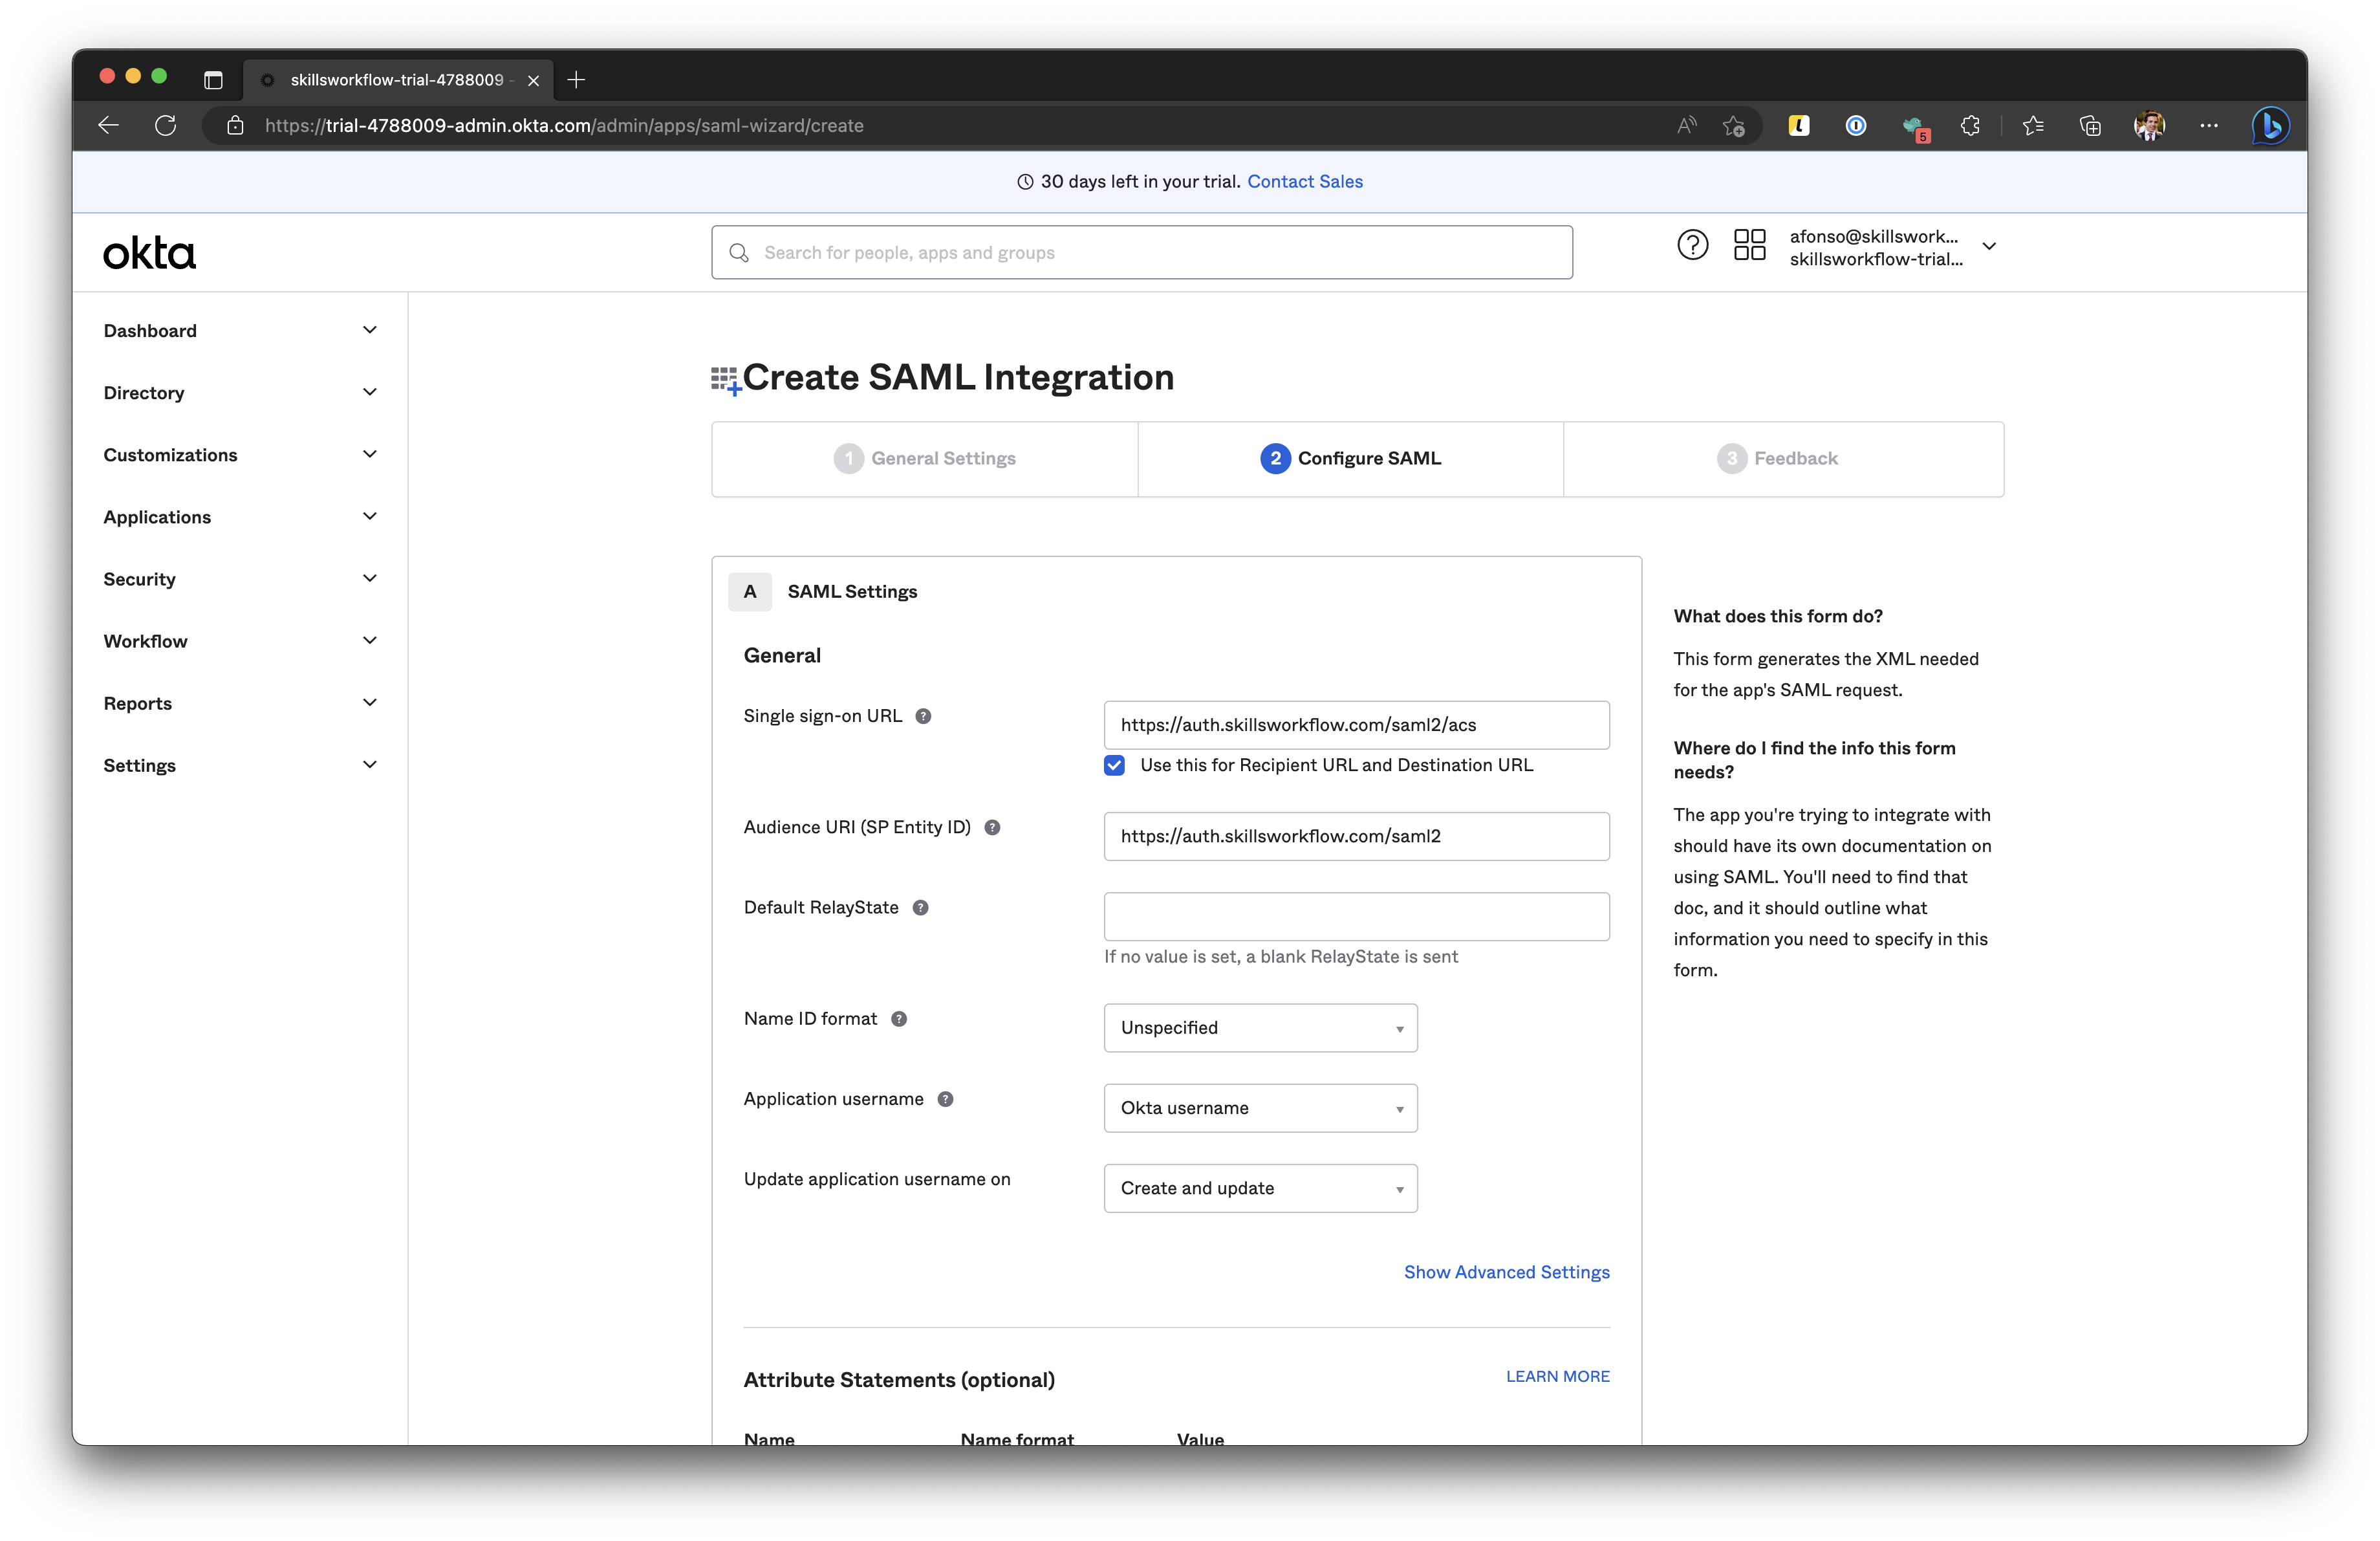 skillsworkflow-trial-4788009 -
https://trial-4788009-admin.okta.com/admin/apps/saml-wizard/create
5
30 days left in your trial. Contact Sales
okta
Search for people, apps and groups
afonso@skillswork...
skillsworkflow-trial...
Dashboard
Directory
Customizations
Applications
Security
Workflow
Reports
Settings
Create SAML Integration
1 General Settings
2 Configure SAML
3 Feedback
A SAML Settings
General
Single sign-on URL
https://auth.skillsworkflow.com/saml2/acs
Use this for Recipient URL and Destination URL
Audience URI (SP Entity ID)
https://auth.skillsworkflow.com/saml2
Default RelayState
If no value is set, a blank RelayState is sent
Name ID format
Unspecified
Application username
Okta username
Update application username on
Create and update
Show Advanced Settings
Attribute Statements (optional)
LEARN MORE
Name Name format Value
What does this form do?
This form generates the XML needed
for the app's SAML request.
Where do I find the info this form
needs?
The app you're trying to integrate with
should have its own documentation on
using SAML. You'll need to find that
doc, and it should outline what
information you need to specify in this
form.